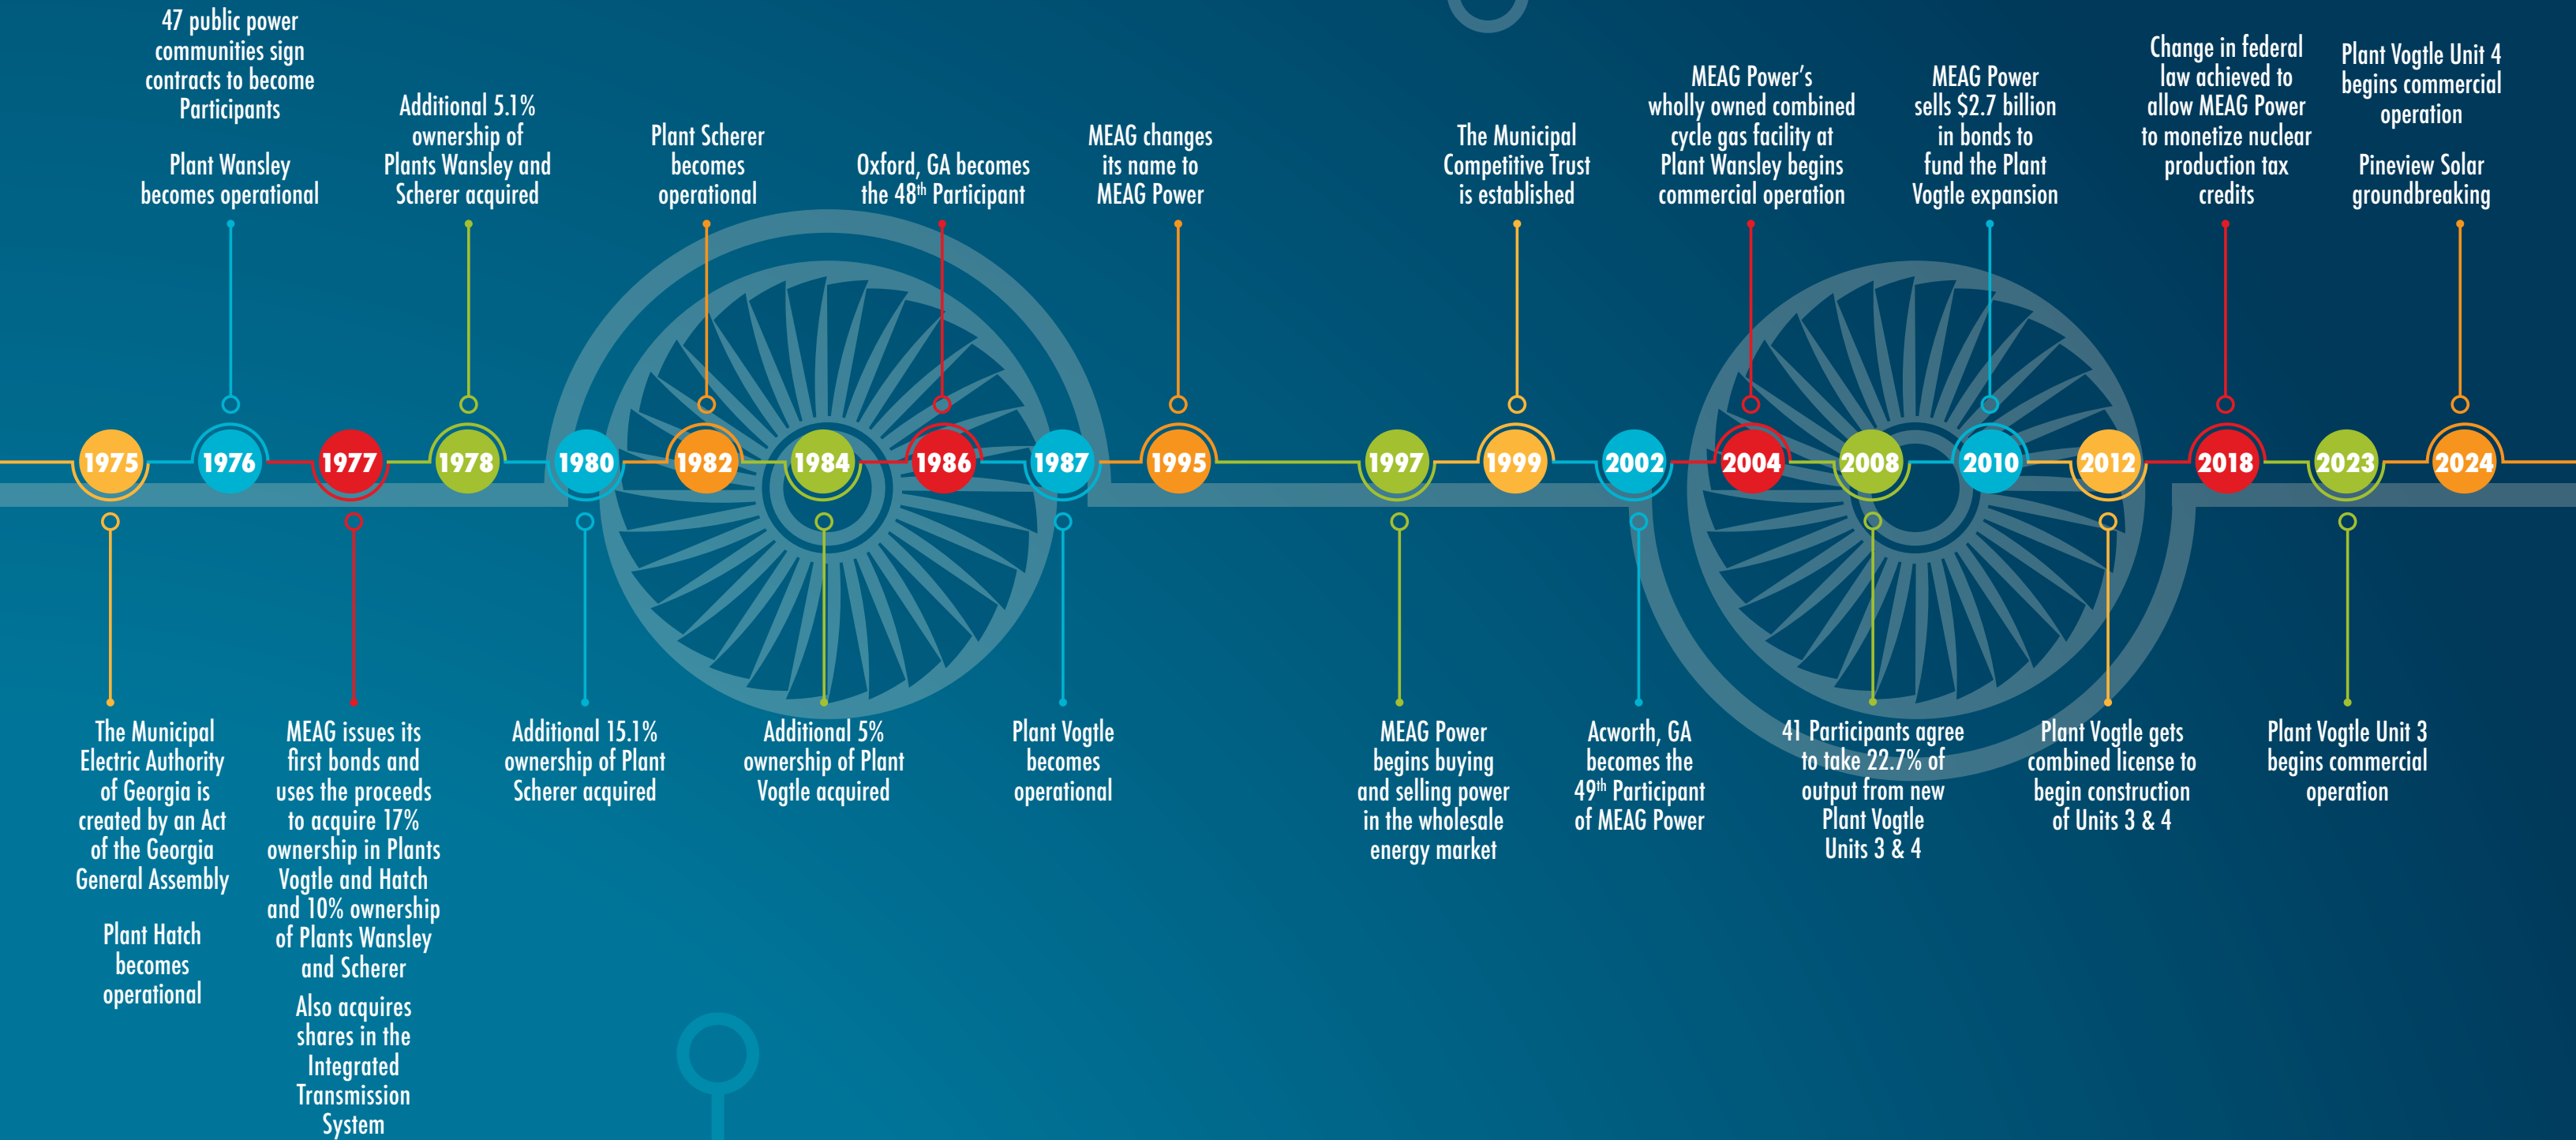 47 public power
communities sign
contracts to become
Participants
Plant Wansley
becomes operational
Additional 5.1%
ownership of
Plants Wansley and
Scherer acquired
Plant Scherer
becomes
operational
Oxford, GA becomes
the 48th Participant
MEAG changes
its name to
MEAG Power
The Municipal
Competitive Trust
is established
MEAG Power’s
wholly owned combined
cycle gas facility at
Plant Wansley begins
commercial operation
MEAG Power
sells $2.7 billion
in bonds to
fund the Plant
Vogtle expansion
Change in federal
law achieved to
allow MEAG Power
to monetize nuclear
production tax
credits
Plant Vogtle Unit 4
begins commercial
operation
Pineview Solar
groundbreaking
1975 1976 1977 1978 1980 1982 1984 1986 1987 1995 1997 1999 2002 2004 2008 2010 2012 2018 2023 2024
The Municipal
Electric Authority
of Georgia is
created by an Act
of the Georgia
General Assembly
Plant Hatch
becomes
operational
MEAG issues its
first bonds and
uses the proceeds
to acquire 17%
ownership in Plants
Vogtle and Hatch
and 10% ownership
of Plants Wansley
and Scherer
Also acquires
shares in the
Integrated
Transmission
System
Additional 15.1%
ownership of Plant
Scherer acquired
Additional 5%
ownership of Plant
Vogtle acquired
Plant Vogtle
becomes
operational
MEAG Power
begins buying
and selling power
in the wholesale
energy market
Acworth, GA
becomes the
49th Participant
of MEAG Power
41 Participants agree
to take 22.7% of
output from new
Plant Vogtle
Units 3 & 4
Plant Vogtle gets
combined license to
begin construction
of Units 3 & 4
Plant Vogtle Unit 3
begins commercial
operation